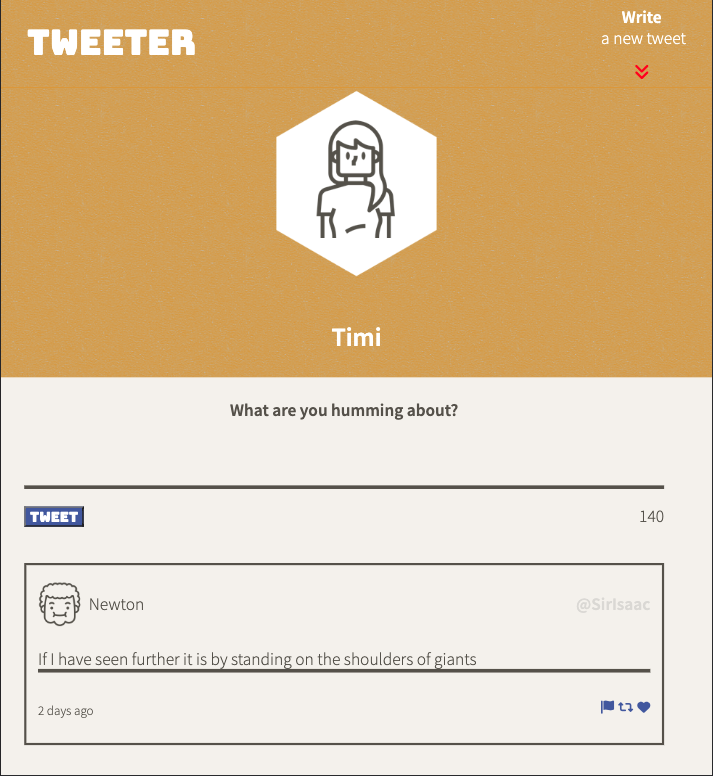 TWEETER
Write
a new tweet
Timi
What are you humming about?
TWEET
140
Newton
@SirIsaac
If I have seen further it is by standing on the shoulders of giants
2 days ago